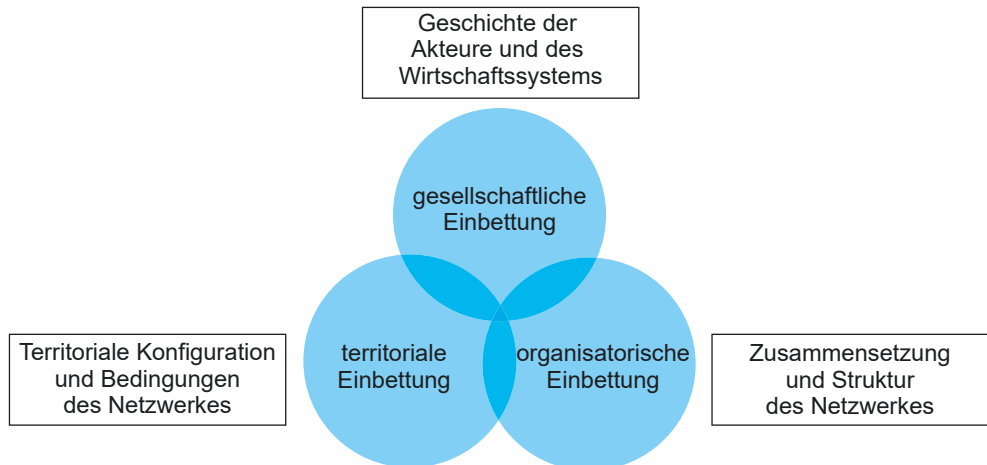 Geschichte der
Akteure und des
Wirtschaftssystems
gesellschaftliche
Einbettung
Territoriale Konfiguration
und Bedingungen
des Netzwerkes
territoriale
Einbettung
organisatorische
Einbettung
Zusammensetzung
und Struktur
des Netzwerkes